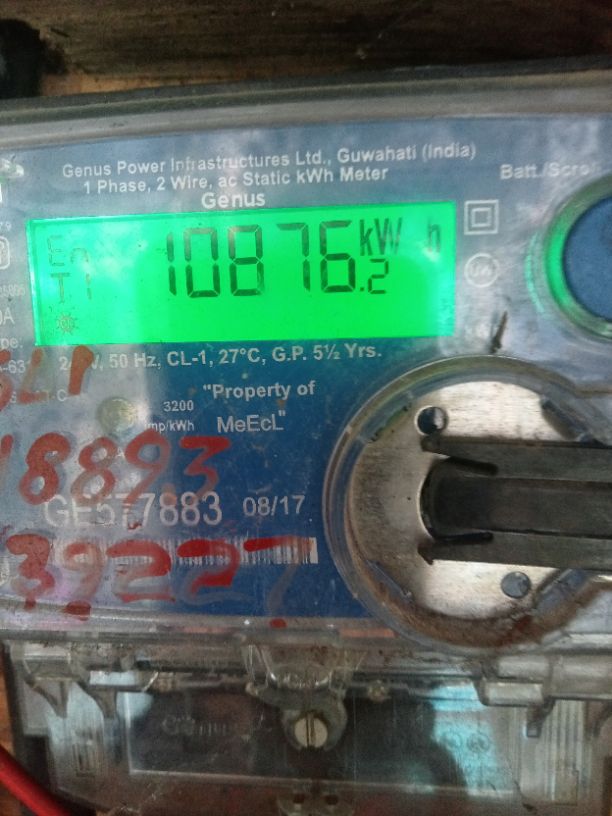 Genus Power Infrastructures Ltd., Guwahati (India)
1 Phase, 2 Wire, ac Static kWh Meter
Batt./Scroll
Genus
En 10876.2 kWh
T1
V, 50 Hz, CL-1, 27°C, G.P. 5½ Yrs.
"Property of
3200
imp/kWh MeEcL"
18893
GE577883 08/17
39227